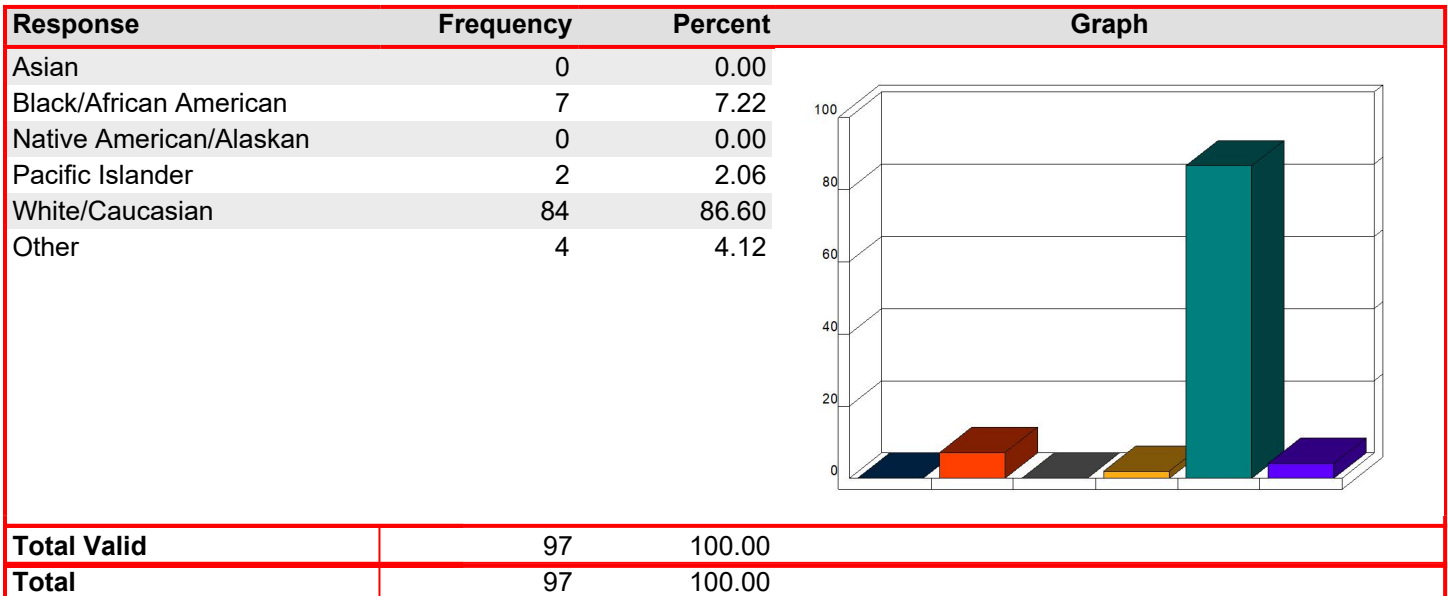 Response Frequency Percent Graph
Asian 0 0.00
Black/African American 7 7.22
Native American/Alaskan 0 0.00
Pacific Islander 2 2.06
White/Caucasian 84 86.60
Other 4 4.12
100
80
60
40
20
0
Total Valid 97 100.00
Total 97 100.00